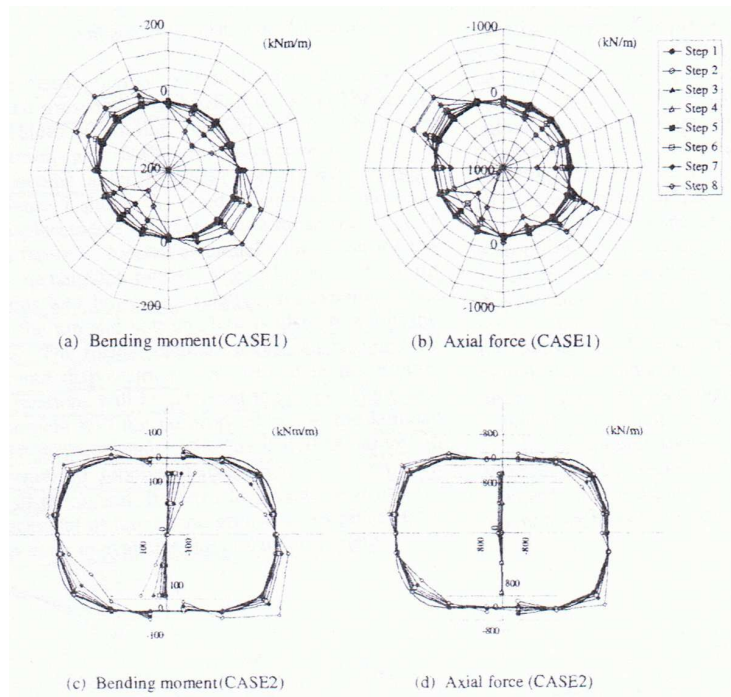 -200
(kNm/m)
0
200
0
-200
(a) Bending moment(CASE1)
-1000
(kN/m)
0
1000
0
-1000
(b) Axial force (CASE1)
Step 1
Step 2
Step 3
Step 4
Step 5
Step 6
Step 7
Step 8
-100
(kNm/m)
0
100
0
100
-100
100
0
-100
(c) Bending moment(CASE2)
-800
(kN/m)
0
800
0
800
-800
800
0
-800
(d) Axial force (CASE2)